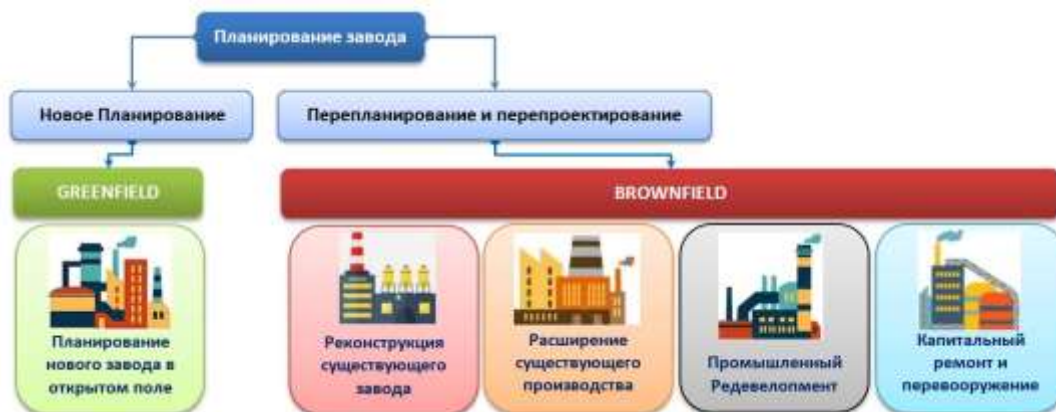 Планирование завода
Новое Планирование
Перепланирование и перепроектирование
GREENFIELD
BROWNFIELD
Планирование
нового завода в
открытом поле
Реконструкция
существующего
завода
Расширение
существующего
производства
Промышленный
Редевелопмент
Капитальный
ремонт и
перевооружение